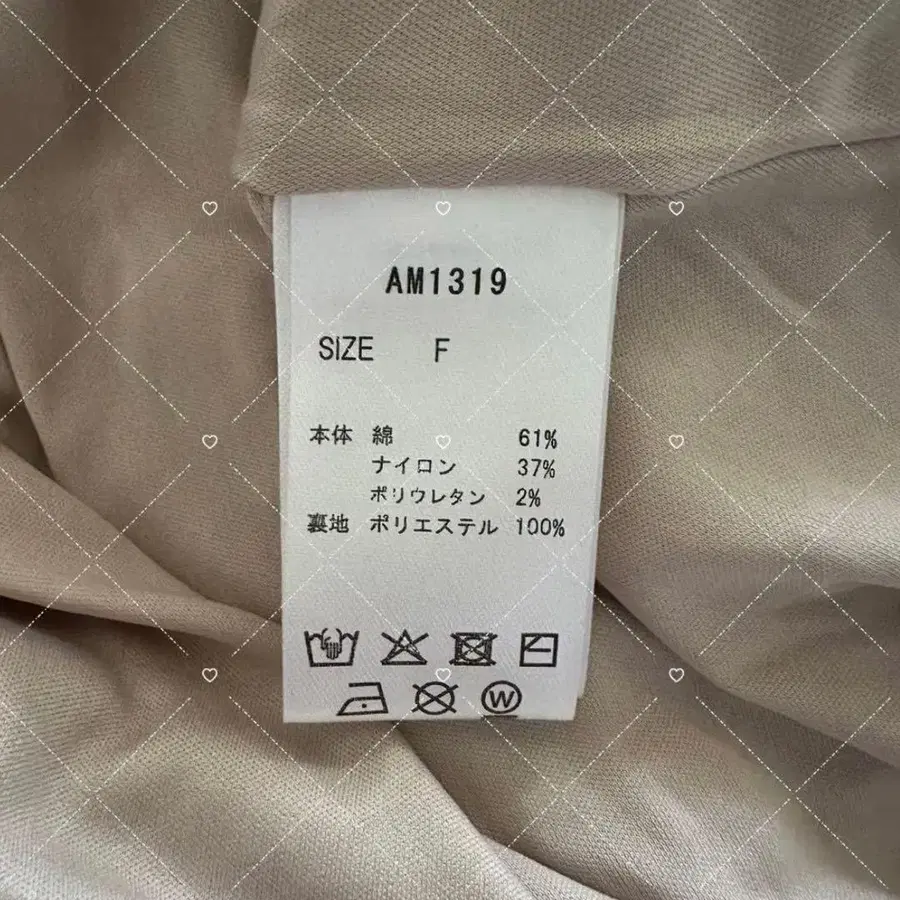 AM1319
SIZE F
本体 綿 61%
ナイロン 37%
ポリウレタン 2%
裏地 ポリエステル 100%
W